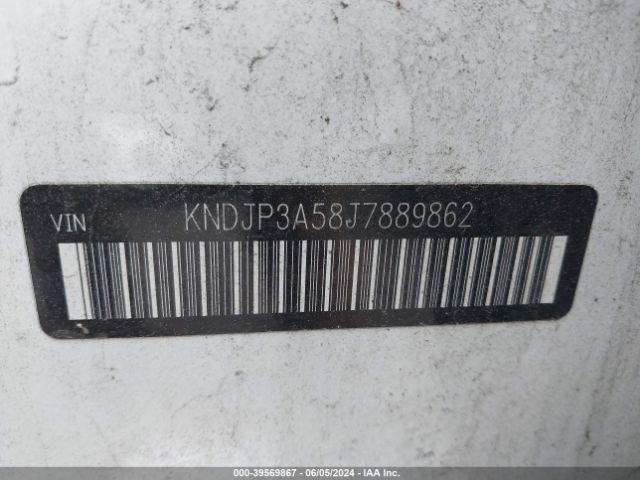 VIN KNDJP3A58J7889862
000-39569867 - 06/05/2024 - IAA Inc.